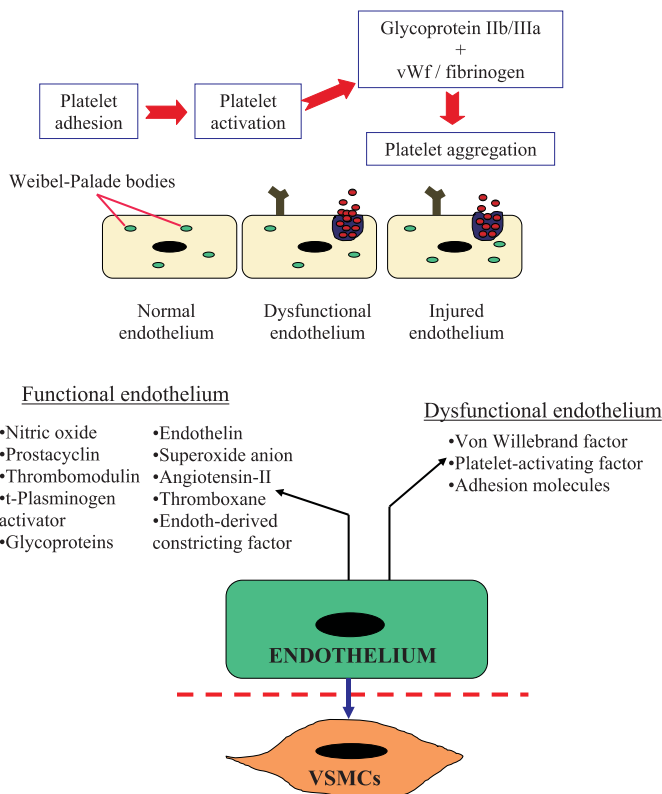 Glycoprotein IIb/IIIa
+
vWf / fibrinogen
Platelet
adhesion
Platelet
activation
Platelet aggregation
Weibel-Palade bodies
Normal
endothelium
Dysfunctional
endothelium
Injured
endothelium
Functional endothelium
•Nitric oxide
•Prostacyclin
•Thrombomodulin
•t-Plasminogen
activator
•Glycoproteins
•Endothelin
•Superoxide anion
•Angiotensin-II
•Thromboxane
•Endoth-derived
constricting factor
Dysfunctional endothelium
•Von Willebrand factor
•Platelet-activating factor
•Adhesion molecules
ENDOTHELIUM
VSMCs